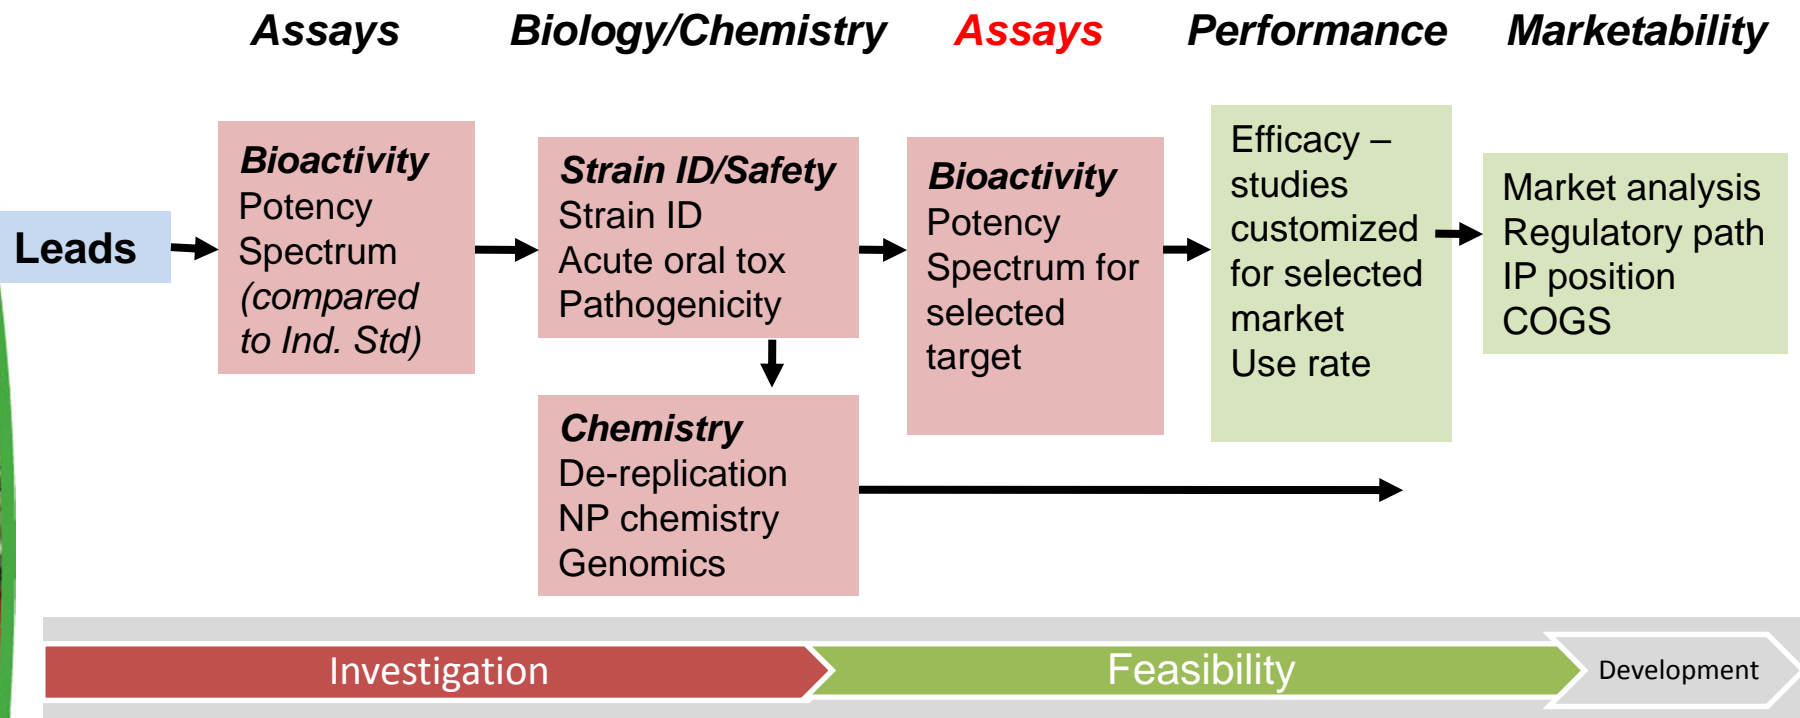 Assays
Biology/Chemistry
Assays
Performance
Marketability
Leads
Bioactivity
Potency
Spectrum
(compared
to Ind. Std)
Strain ID/Safety
Strain ID
Acute oral tox
Pathogenicity
Chemistry
De-replication
NP chemistry
Genomics
Bioactivity
Potency
Spectrum for
selected
target
Efficacy –
studies
customized
for selected
market
Use rate
Market analysis
Regulatory path
IP position
COGS
Investigation
Feasibility
Development